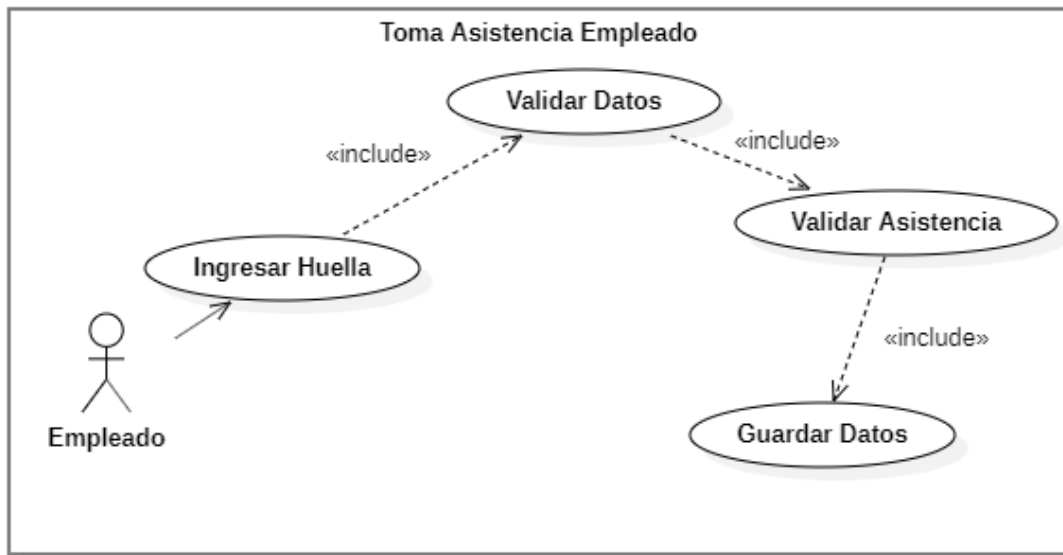 Toma Asistencia Empleado
Validar Datos
«include»
«include»
Validar Asistencia
Ingresar Huella
«include»
Empleado
Guardar Datos